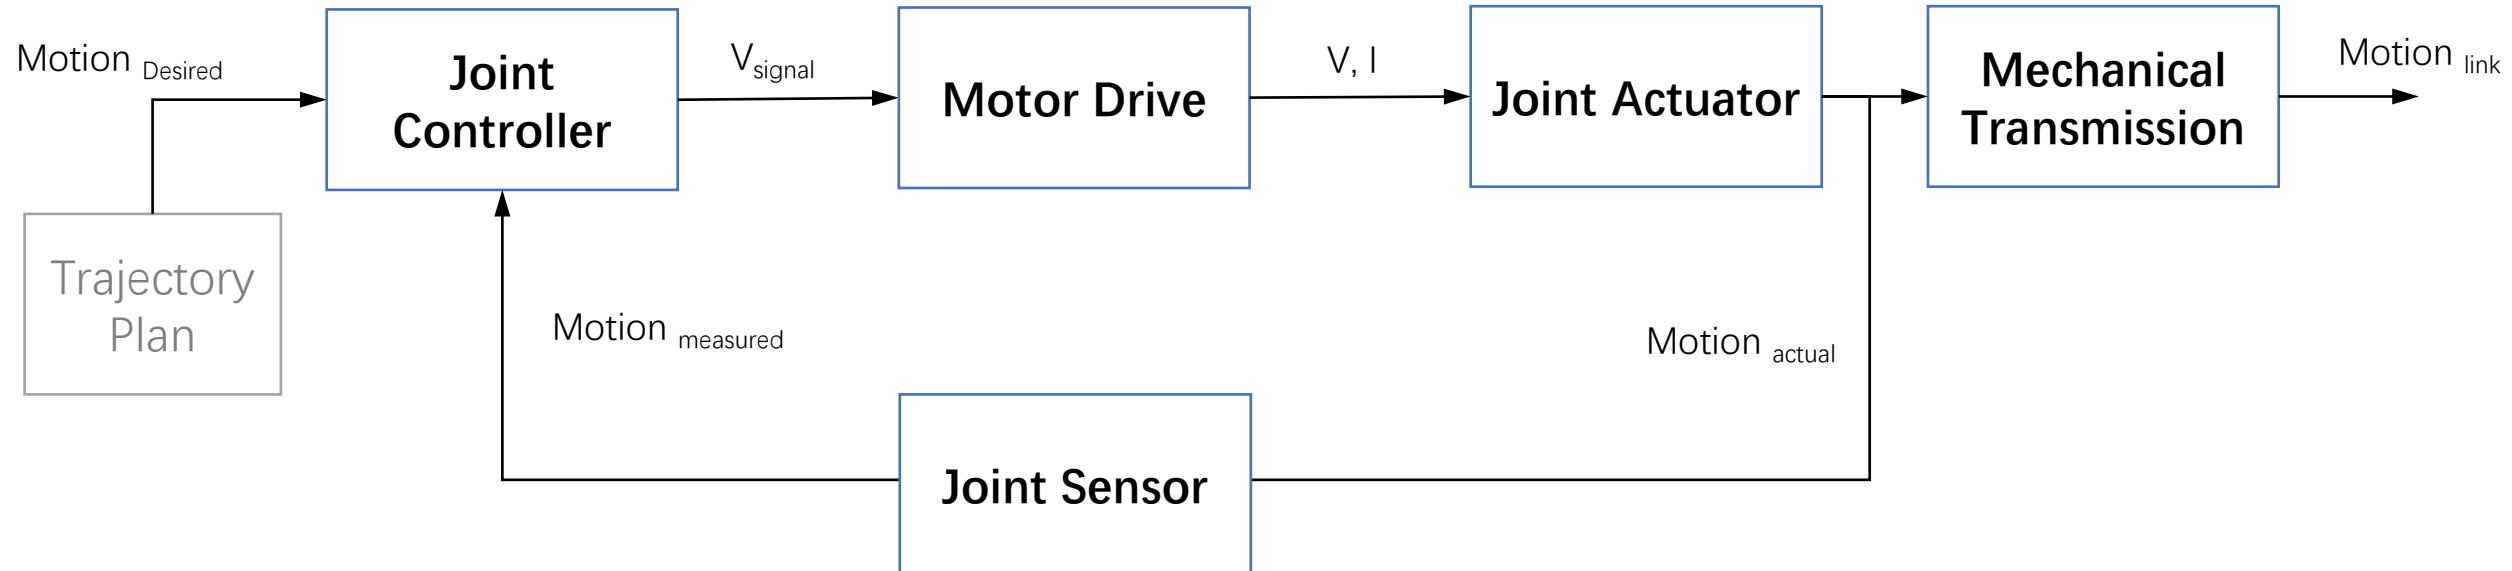 Motion Desired
Joint
Controller
Vsignal
Motor Drive
V, I
Joint Actuator
Mechanical
Transmission
Motion link
Trajectory
Plan
Motion measured
Motion actual
Joint Sensor